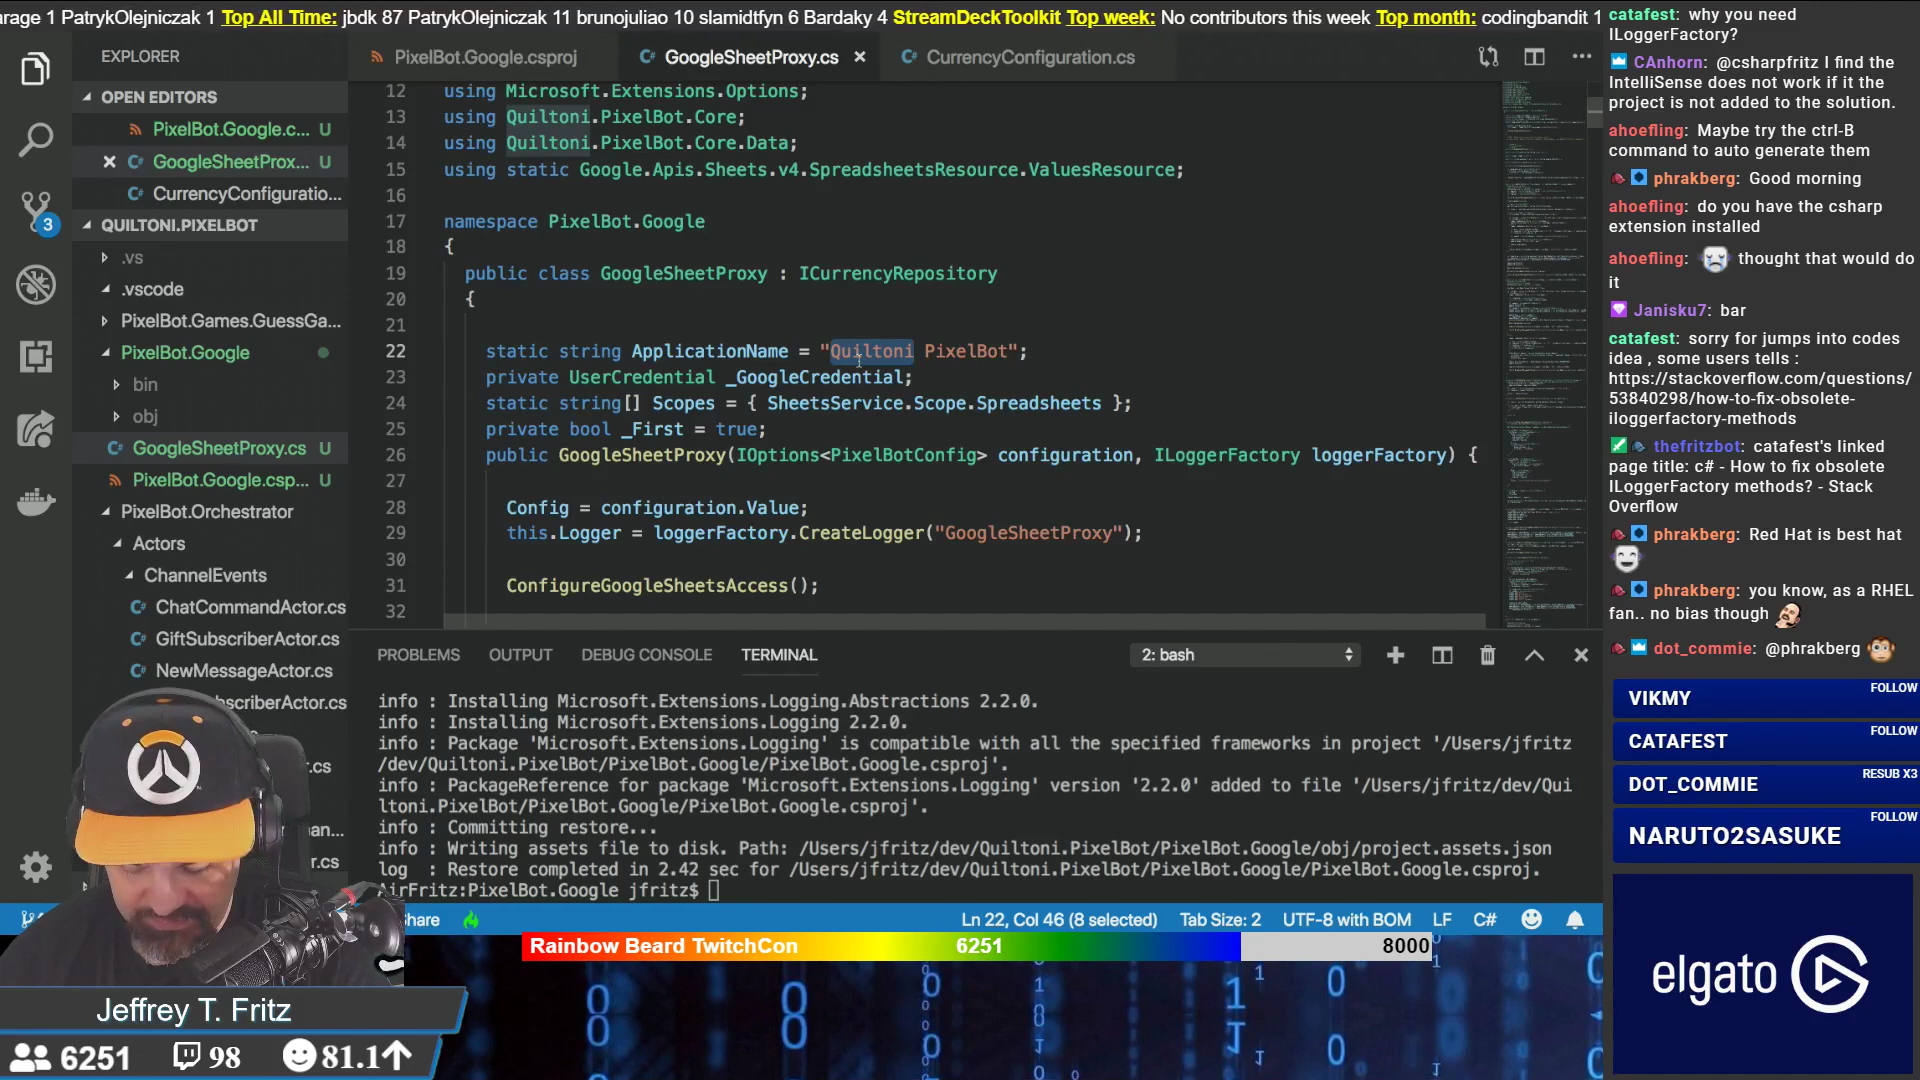 arage 1 PatrykOlejniczak 1 Top All Time: jbdk 87 PatrykOlejniczak 11 brunojuliao 10 slamidtfyn 6 Bardaky 4 StreamDeckToolkit Top week: No contributors this week Top month: codingbandit 1
EXPLORER
OPEN EDITORS
PixelBot.Google.c... U
GoogleSheetProx... U
CurrencyConfiguratio...
QUILTONI.PIXELBOT
.vs
.vscode
PixelBot.Games.GuessGa...
PixelBot.Google
bin
obj
GoogleSheetProxy.cs U
PixelBot.Google.csp... U
PixelBot.Orchestrator
Actors
ChannelEvents
ChatCommandActor.cs
GiftSubscriberActor.cs
NewMessageActor.cs
scriberActor.cs
.cs
an...
r.cs
3
PixelBot.Google.csproj
GoogleSheetProxy.cs
CurrencyConfiguration.cs
12 using Microsoft.Extensions.Options;
13 using Quiltoni.PixelBot.Core;
14 using Quiltoni.PixelBot.Core.Data;
15 using static Google.Apis.Sheets.v4.SpreadsheetsResource.ValuesResource;
16
17 namespace PixelBot.Google
18 {
19 public class GoogleSheetProxy : ICurrencyRepository
20 {
21
22 static string ApplicationName = "Quiltoni PixelBot";
23 private UserCredential _GoogleCredential;
24 static string[] Scopes = { SheetsService.Scope.Spreadsheets };
25 private bool _First = true;
26 public GoogleSheetProxy(IOptions<PixelBotConfig> configuration, ILoggerFactory loggerFactory) {
27
28 Config = configuration.Value;
29 this.Logger = loggerFactory.CreateLogger("GoogleSheetProxy");
30
31 ConfigureGoogleSheetsAccess();
32
PROBLEMS OUTPUT DEBUG CONSOLE TERMINAL 2: bash
info : Installing Microsoft.Extensions.Logging.Abstractions 2.2.0.
info : Installing Microsoft.Extensions.Logging 2.2.0.
info : Package 'Microsoft.Extensions.Logging' is compatible with all the specified frameworks in project '/Users/jfritz
/dev/Quiltoni.PixelBot/PixelBot.Google/PixelBot.Google.csproj'.
info : PackageReference for package 'Microsoft.Extensions.Logging' version '2.2.0' added to file '/Users/jfritz/dev/Qui
ltoni.PixelBot/PixelBot.Google/PixelBot.Google.csproj'.
info : Committing restore...
info : Writing assets file to disk. Path: /Users/jfritz/dev/Quiltoni.PixelBot/PixelBot.Google/obj/project.assets.json
log : Restore completed in 2.42 sec for /Users/jfritz/dev/Quiltoni.PixelBot/PixelBot.Google/PixelBot.Google.csproj.
AirFritz:PixelBot.Google jfritz$
hare Ln 22, Col 46 (8 selected) Tab Size: 2 UTF-8 with BOM LF C#
Rainbow Beard TwitchCon 6251 8000
Jeffrey T. Fritz
6251 98 81.1
catafest: why you need
ILoggerFactory?
CAnhorn: @csharpfritz I find the
IntelliSense does not work if it the
project is not added to the solution.
ahoefling: Maybe try the ctrl-B
command to auto generate them
phrakberg: Good morning
ahoefling: do you have the csharp
extension installed
ahoefling: thought that would do
it
Janisku7: bar
catafest: sorry for jumps into codes
idea , some users tells :
https://stackoverflow.com/questions/
53840298/how-to-fix-obsolete-
iloggerfactory-methods
thefritzbot: catafest's linked
page title: c# - How to fix obsolete
ILoggerFactory methods? - Stack
Overflow
phrakberg: Red Hat is best hat
phrakberg: you know, as a RHEL
fan.. no bias though
dot_commie: @phrakberg
VIKMY FOLLOW
CATAFEST FOLLOW
DOT_COMMIE RESUB X3
NARUTO2SASUKE FOLLOW
elgato